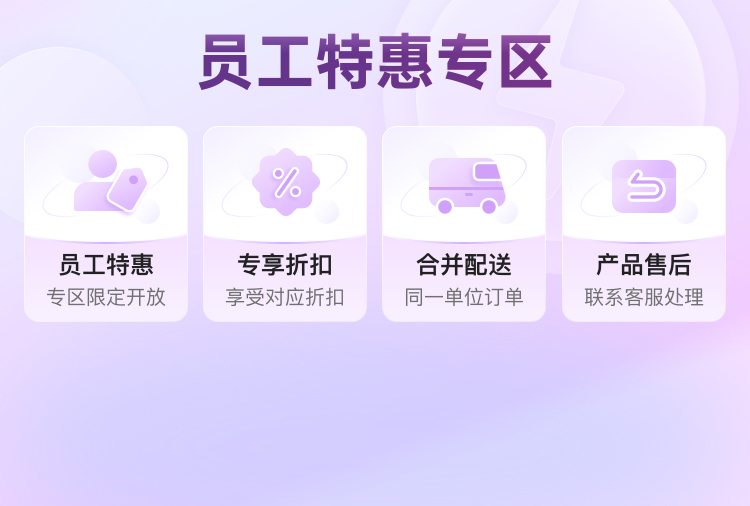 员工特惠专区
员工特惠
专区限定开放
专享折扣
享受对应折扣
合并配送
同一单位订单
产品售后
联系客服处理